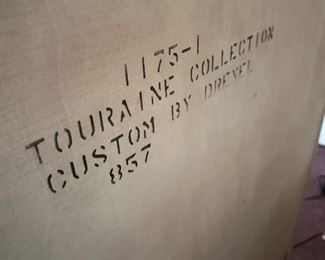 1175-1
TOURAINE COLLECTION
CUSTOM BY DREXEL
857